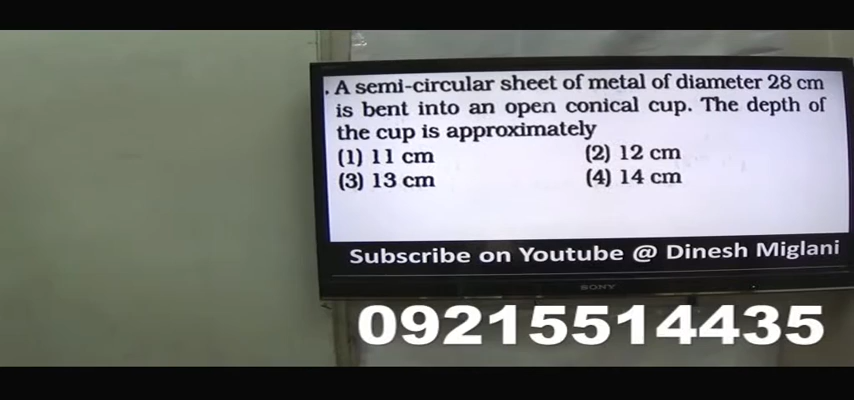 . A semi-circular sheet of metal of diameter 28 cm
is bent into an open conical cup. The depth of
the cup is approximately
(1) 11 cm (2) 12 cm
(3) 13 cm (4) 14 cm
Subscribe on Youtube @ Dinesh Miglani
SONY
09215514435